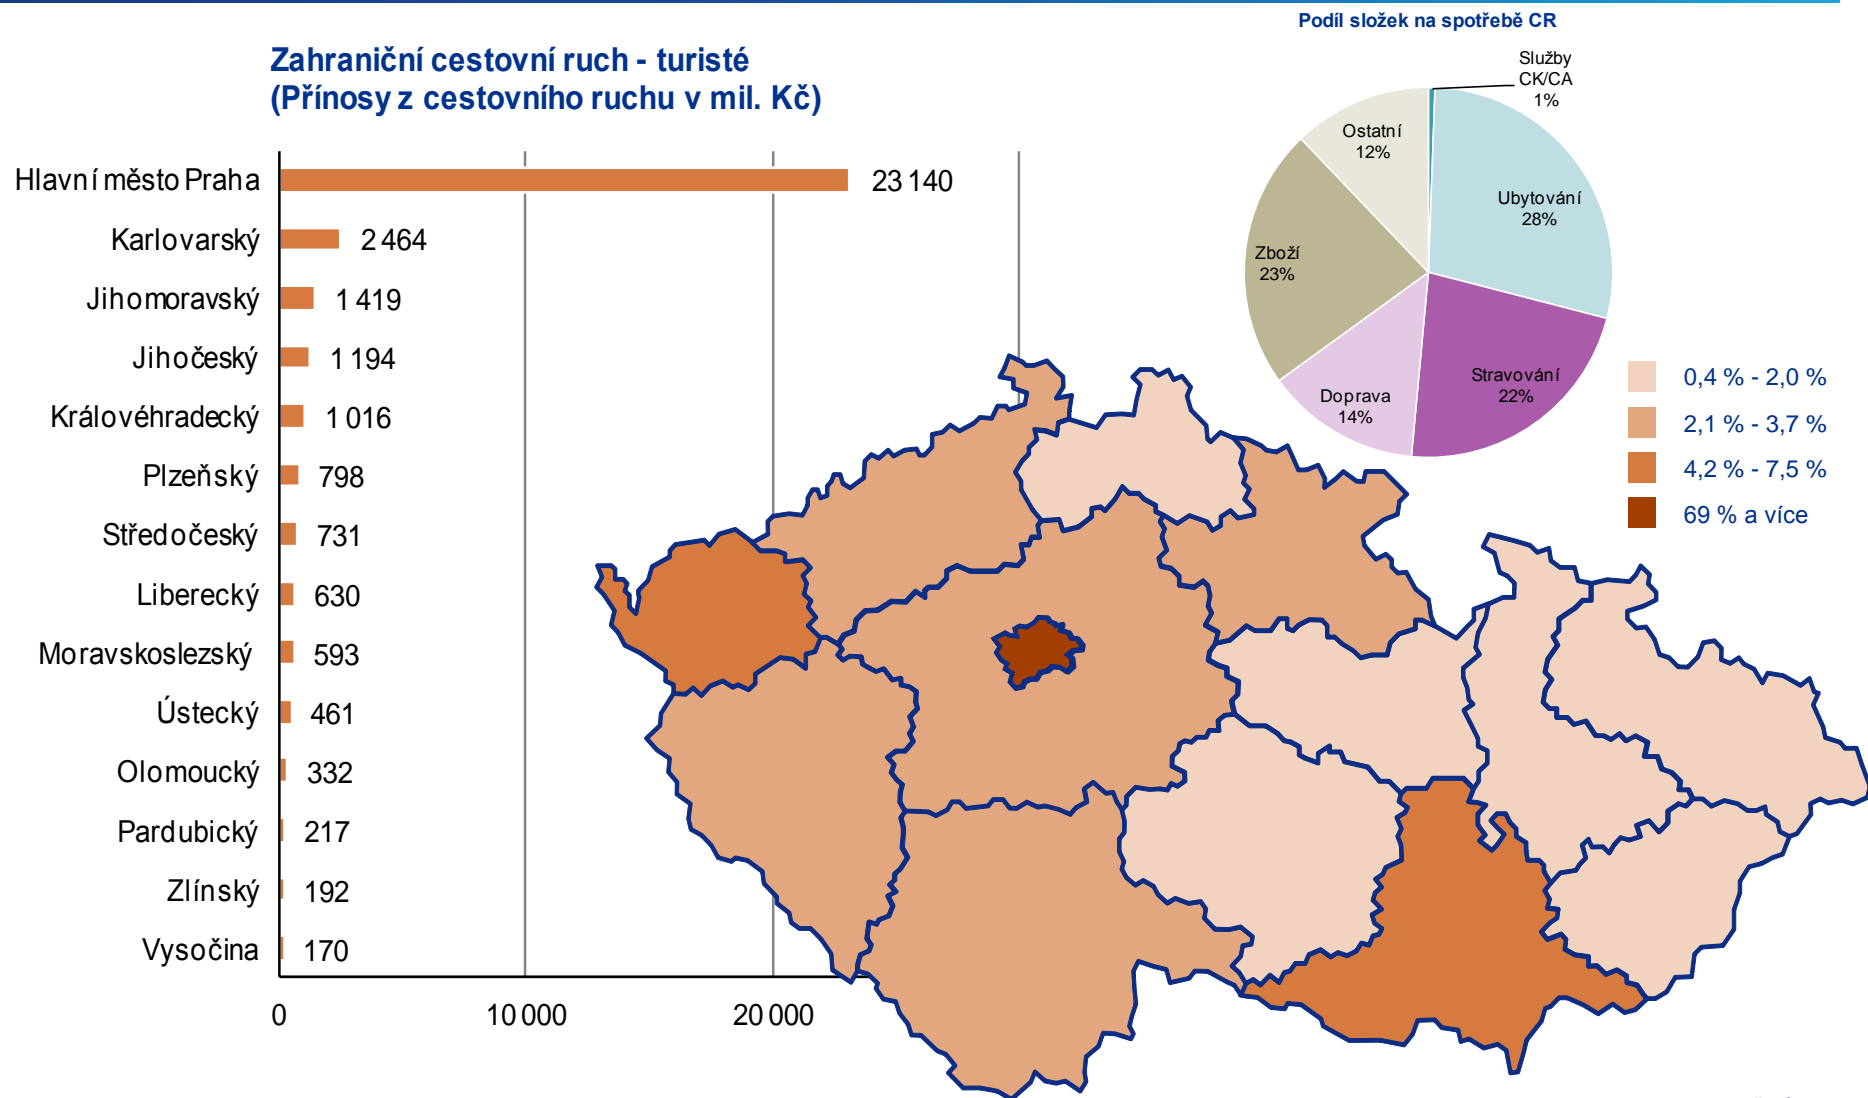 Podíl složek na spotřebě CR
Zahraniční cestovní ruch - turisté
(Přínosy z cestovního ruchu v mil. Kč)
Hlavní město Praha 23 140
Karlovarský 2 464
Jihomoravský 1 419
Jihočeský 1 194
Královéhradecký 1 016
Plzeňský 798
Středočeský 731
Liberecký 630
Moravskoslezský 593
Ústecký 461
Olomoucký 332
Pardubický 217
Zlínský 192
Vysočina 170
0 10 000 20 000
Služby
CK/CA
1%
Ubytování
28%
Stravování
22%
Doprava
14%
Zboží
23%
Ostatní
12%
0,4 % - 2,0 %
2,1 % - 3,7 %
4,2 % - 7,5 %
69 % a více